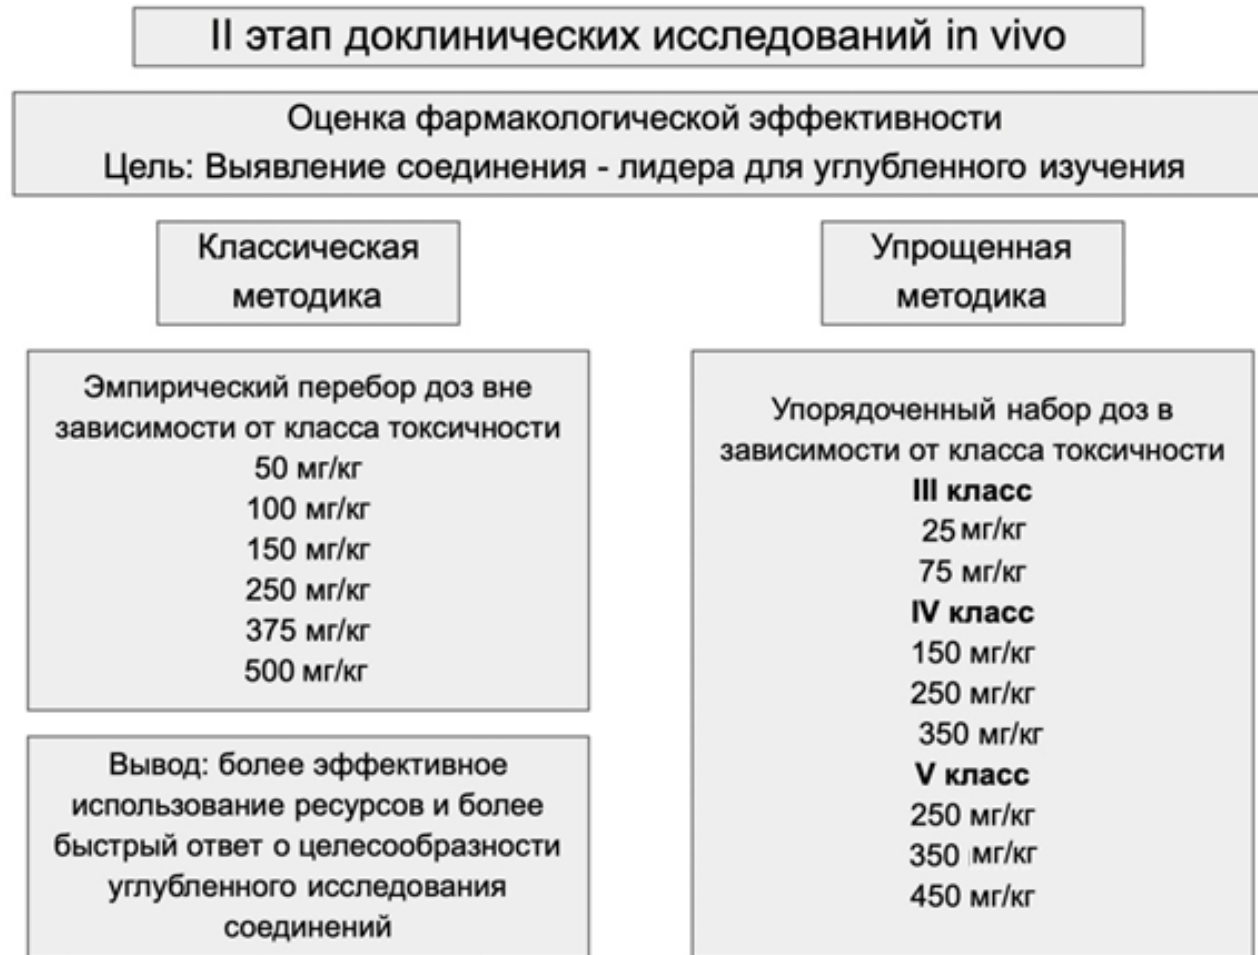 II этап доклинических исследований in vivo
Оценка фармакологической эффективности
Цель: Выявление соединения - лидера для углубленного изучения
Классическая
методика
Эмпирический перебор доз вне
зависимости от класса токсичности
50 мг/кг
100 мг/кг
150 мг/кг
250 мг/кг
375 мг/кг
500 мг/кг
Вывод: более эффективное
использование ресурсов и более
быстрый ответ о целесообразности
углубленного исследования
соединений
Упрощенная
методика
Упорядоченный набор доз в
зависимости от класса токсичности
III класс
25 мг/кг
75 мг/кг
IV класс
150 мг/кг
250 мг/кг
350 мг/кг
V класс
250 мг/кг
350 мг/кг
450 мг/кг